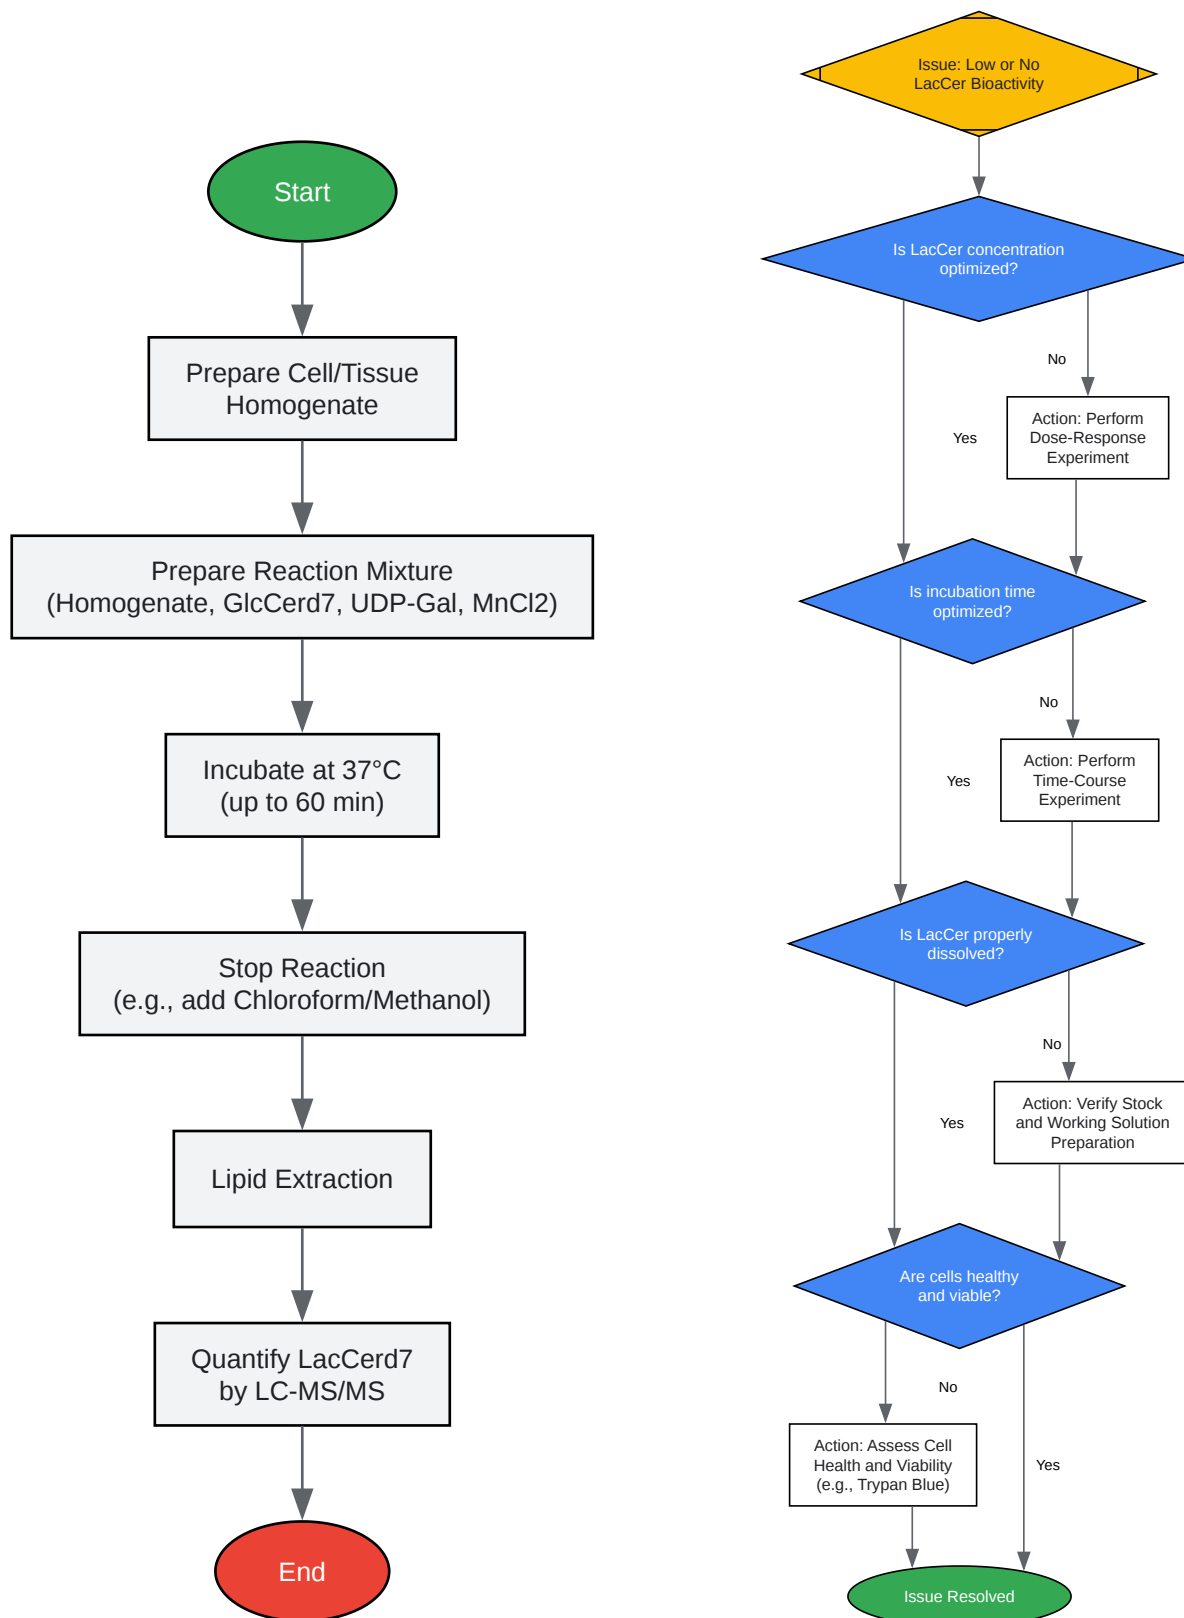 Start
Prepare Cell/Tissue
Homogenate
Prepare Reaction Mixture
(Homogenate, GlcCerd7, UDP-Gal, MnCl2)
Incubate at 37°C
(up to 60 min)
Stop Reaction
(e.g., add Chloroform/Methanol)
Lipid Extraction
Quantify LacCerd7
by LC-MS/MS
End
Issue: Low or No
LacCer Bioactivity
Is LacCer concentration
optimized?
No
Yes
Action: Perform
Dose-Response
Experiment
Is incubation time
optimized?
No
Yes
Action: Perform
Time-Course
Experiment
Is LacCer properly
dissolved?
No
Yes
Action: Verify Stock
and Working Solution
Preparation
Are cells healthy
and viable?
No
Action: Assess Cell
Health and Viability
(e.g., Trypan Blue)
Yes
Issue Resolved